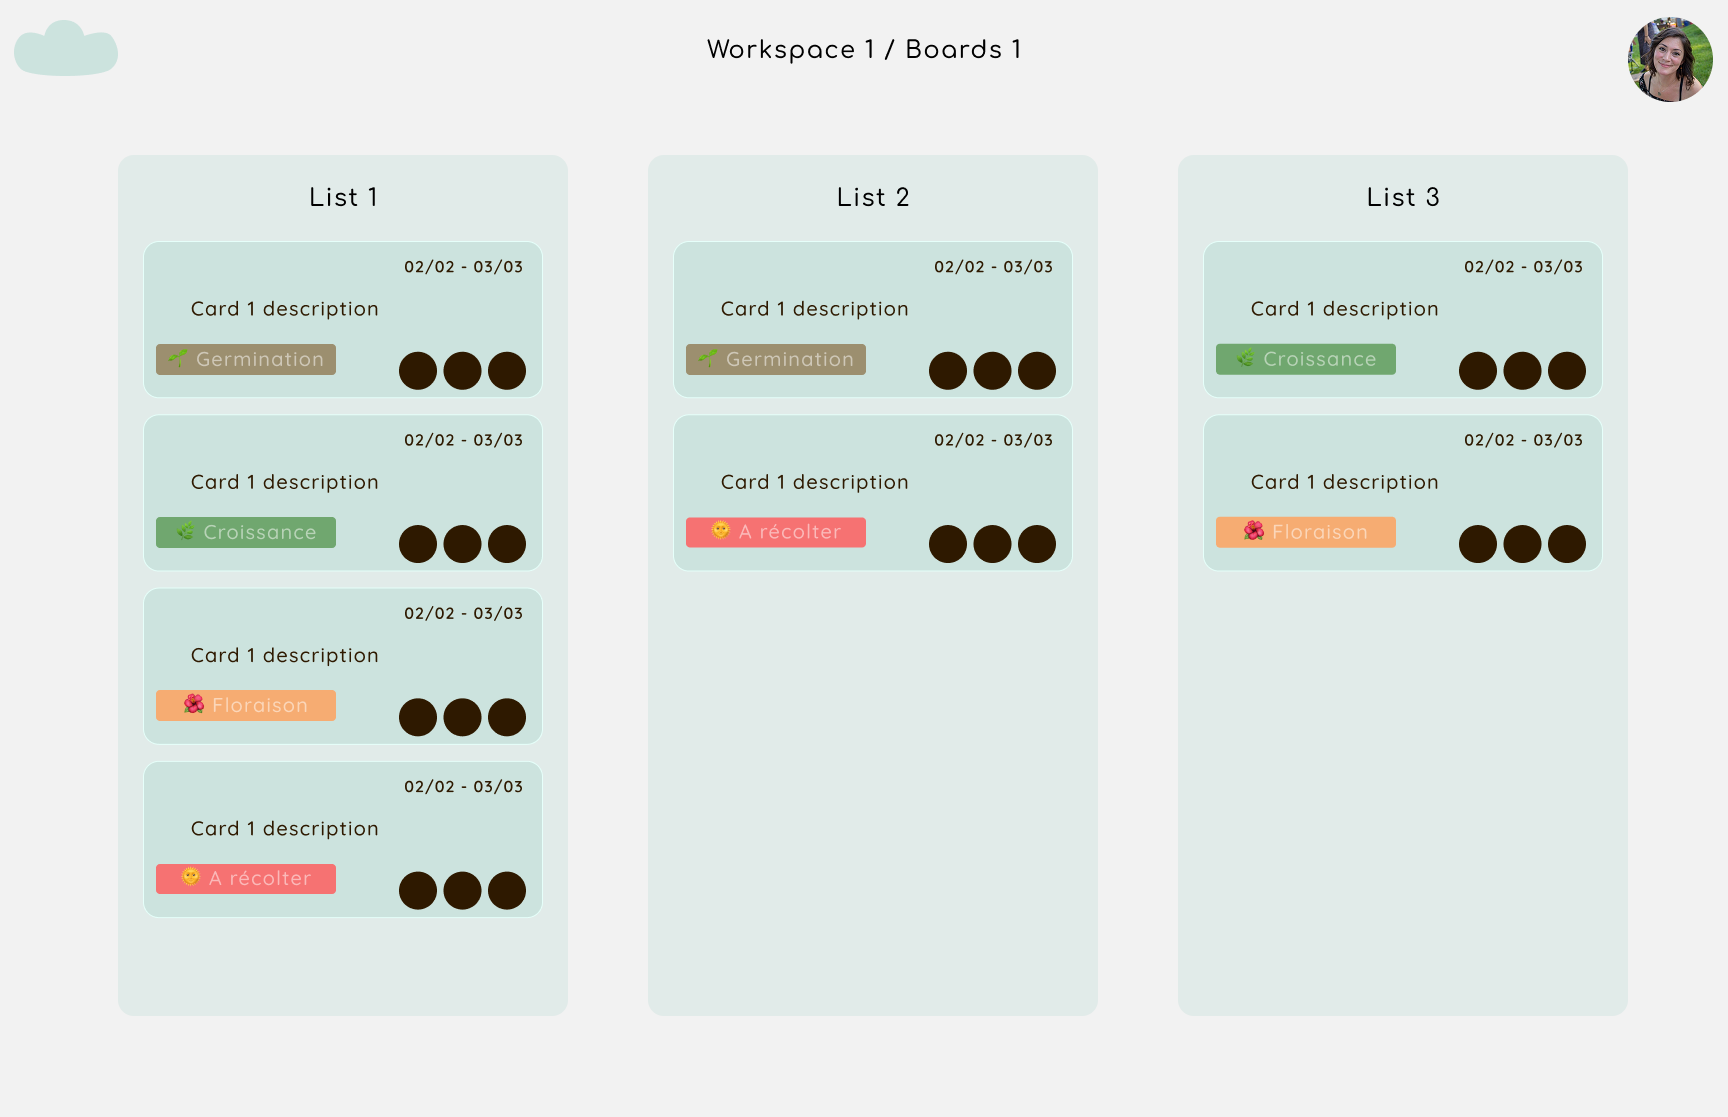 Workspace 1 / Boards 1
List 1
02/02 - 03/03
Card 1 description
🌱 Germination
02/02 - 03/03
Card 1 description
🌿 Croissance
02/02 - 03/03
Card 1 description
🌺 Floraison
02/02 - 03/03
Card 1 description
🌞 A récolter
List 2
02/02 - 03/03
Card 1 description
🌱 Germination
02/02 - 03/03
Card 1 description
🌞 A récolter
List 3
02/02 - 03/03
Card 1 description
🌿 Croissance
02/02 - 03/03
Card 1 description
🌺 Floraison